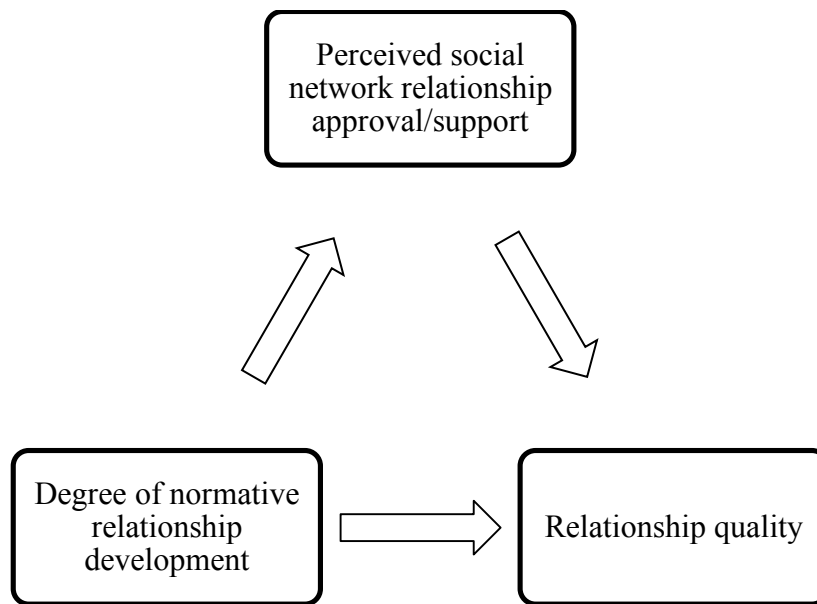 Perceived social
network relationship
approval/support
Degree of normative
relationship
development
Relationship quality